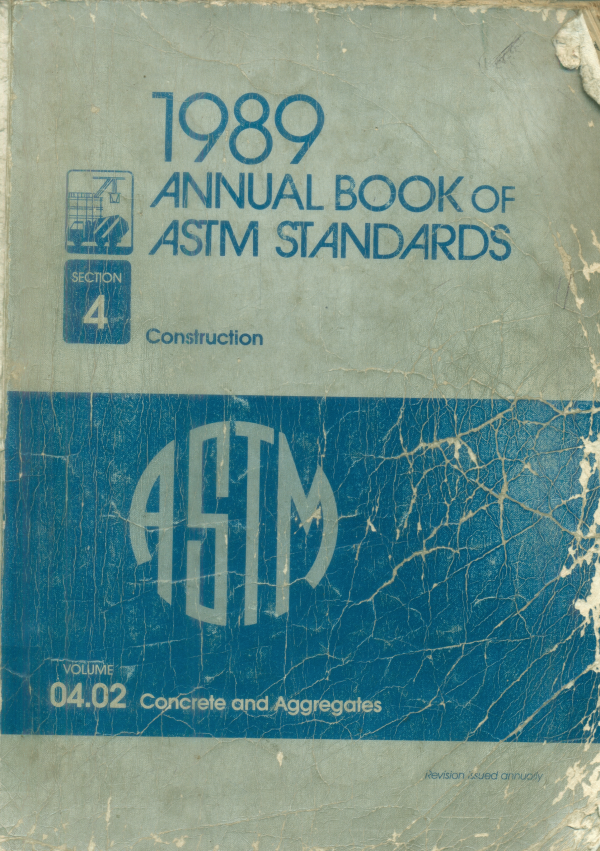 1989
ANNUAL BOOK OF
ASTM STANDARDS
SECTION
4
Construction
ASTM
VOLUME
04.02 Concrete and Aggregates
Revision issued annually